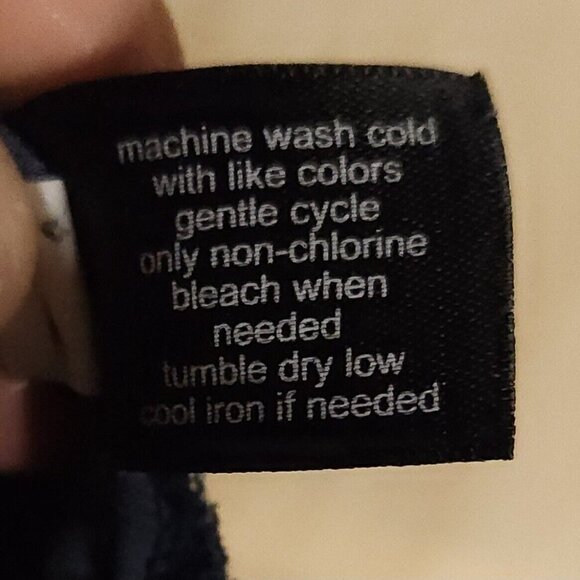 machine wash cold
with like colors
gentle cycle
only non-chlorine
bleach when
needed
tumble dry low
cool iron if needed